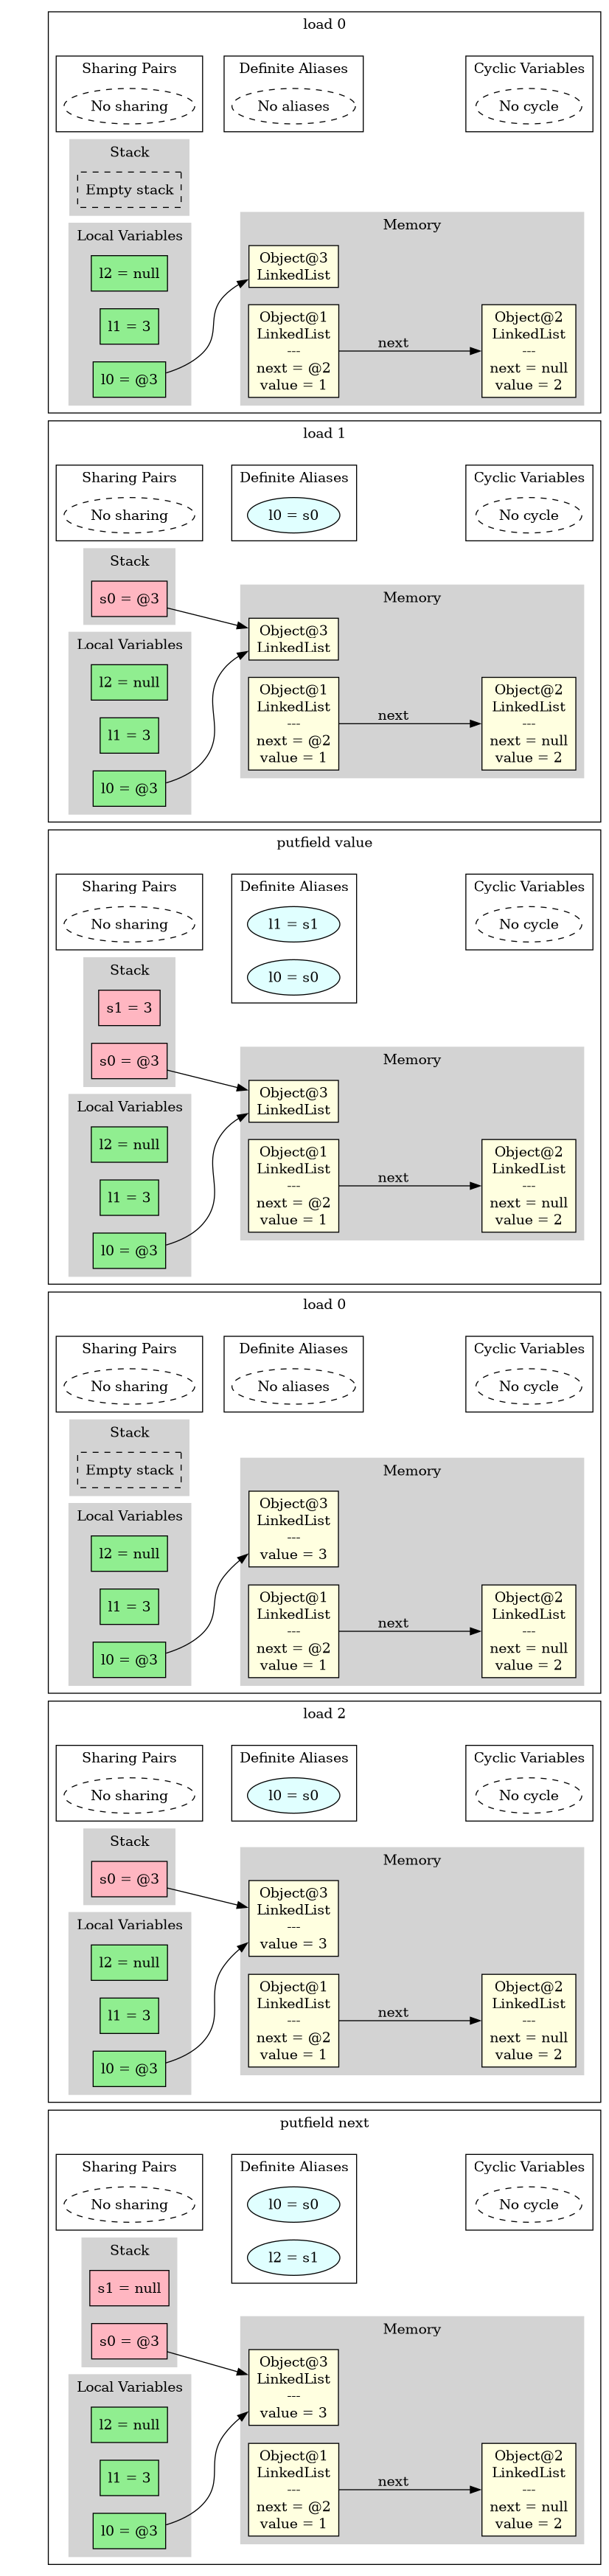 load 0
Sharing Pairs
No sharing
Definite Aliases
No aliases
Cyclic Variables
No cycle
Stack
Empty stack
Local Variables
l2 = null
l1 = 3
l0 = @3
Memory
Object@3
LinkedList
Object@1
LinkedList
---
next = @2
value = 1
next
Object@2
LinkedList
---
next = null
value = 2
load 1
Sharing Pairs
No sharing
Definite Aliases
l0 = s0
Cyclic Variables
No cycle
Stack
s0 = @3
Local Variables
l2 = null
l1 = 3
l0 = @3
Memory
Object@3
LinkedList
Object@1
LinkedList
---
next = @2
value = 1
next
Object@2
LinkedList
---
next = null
value = 2
putfield value
Sharing Pairs
No sharing
Definite Aliases
l1 = s1
l0 = s0
Cyclic Variables
No cycle
Stack
s1 = 3
s0 = @3
Local Variables
l2 = null
l1 = 3
l0 = @3
Memory
Object@3
LinkedList
Object@1
LinkedList
---
next = @2
value = 1
next
Object@2
LinkedList
---
next = null
value = 2
load 0
Sharing Pairs
No sharing
Definite Aliases
No aliases
Cyclic Variables
No cycle
Stack
Empty stack
Local Variables
l2 = null
l1 = 3
l0 = @3
Memory
Object@3
LinkedList
---
value = 3
Object@1
LinkedList
---
next = @2
value = 1
next
Object@2
LinkedList
---
next = null
value = 2
load 2
Sharing Pairs
No sharing
Definite Aliases
l0 = s0
Cyclic Variables
No cycle
Stack
s0 = @3
Local Variables
l2 = null
l1 = 3
l0 = @3
Memory
Object@3
LinkedList
---
value = 3
Object@1
LinkedList
---
next = @2
value = 1
next
Object@2
LinkedList
---
next = null
value = 2
putfield next
Sharing Pairs
No sharing
Definite Aliases
l0 = s0
l2 = s1
Cyclic Variables
No cycle
Stack
s1 = null
s0 = @3
Local Variables
l2 = null
l1 = 3
l0 = @3
Memory
Object@3
LinkedList
---
value = 3
Object@1
LinkedList
---
next = @2
value = 1
next
Object@2
LinkedList
---
next = null
value = 2